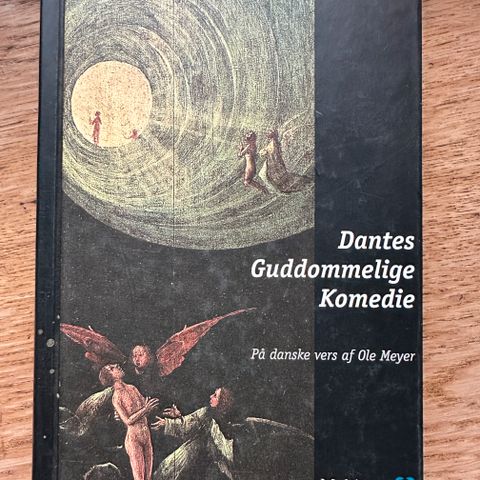 Dantes
Guddommelige
Komedie
På danske vers af Ole Meyer